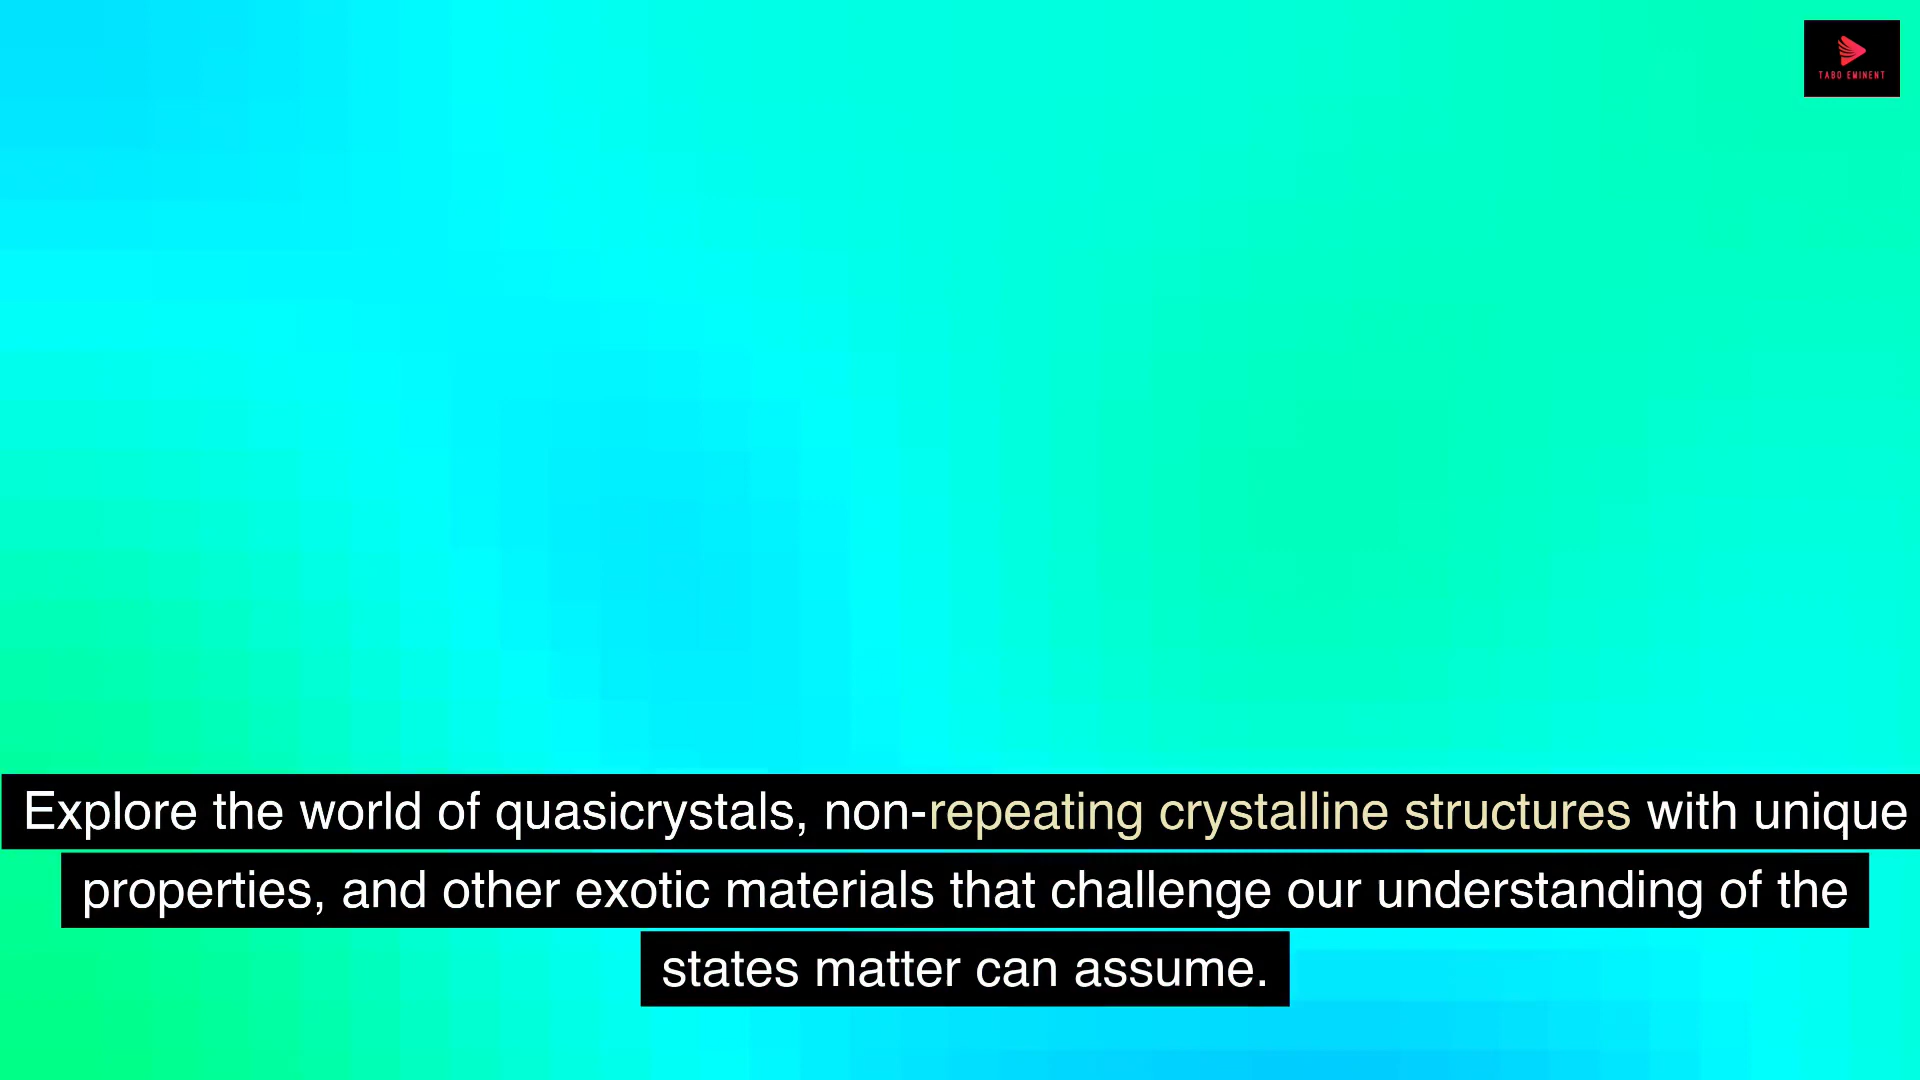 TABO EMINENT
Explore the world of quasicrystals, non-repeating crystalline structures with unique
properties, and other exotic materials that challenge our understanding of the
states matter can assume.